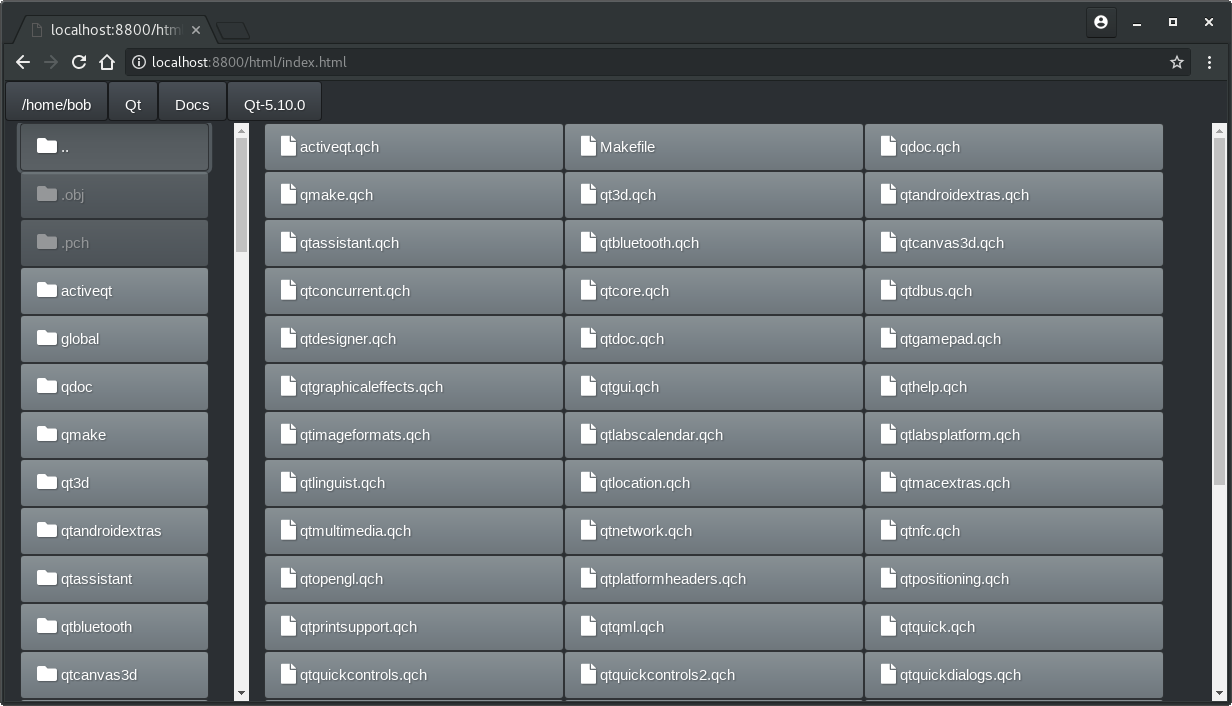 localhost:8800/htm
localhost:8800/html/index.html
/home/bob Qt Docs Qt-5.10.0
..
.obj
.pch
activeqt
global
qdoc
qmake
qt3d
qtandroidextras
qtassistant
qtbluetooth
qtcanvas3d
activeqt.qch Makefile qdoc.qch
qmake.qch qt3d.qch qtandroidextras.qch
qtassistant.qch qtbluetooth.qch qtcanvas3d.qch
qtconcurrent.qch qtcore.qch qtdbus.qch
qtdesigner.qch qtdoc.qch qtgamepad.qch
qtgraphicaleffects.qch qtgui.qch qthelp.qch
qtimageformats.qch qtlabscalendar.qch qtlabsplatform.qch
qtlinguist.qch qtlocation.qch qtmacextras.qch
qtmultimedia.qch qtnetwork.qch qtnfc.qch
qtopengl.qch qtplatformheaders.qch qtpositioning.qch
qtprintsupport.qch qtqml.qch qtquick.qch
qtquickcontrols.qch qtquickcontrols2.qch qtquickdialogs.qch